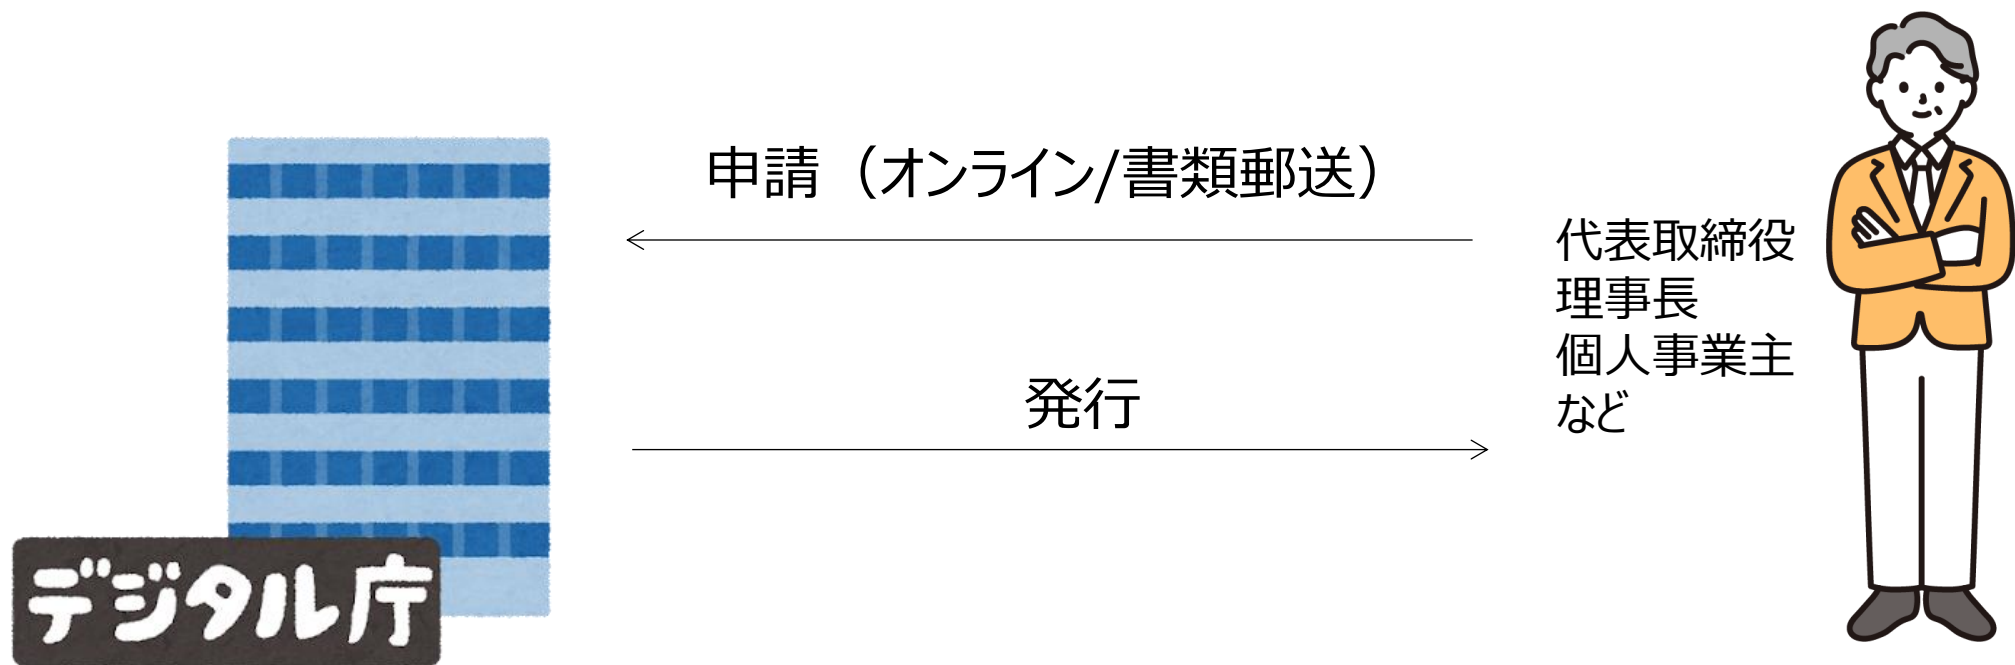 申請（オンライン/書類郵送）
代表取締役
理事長
個人事業主
など
発行
デジタル庁